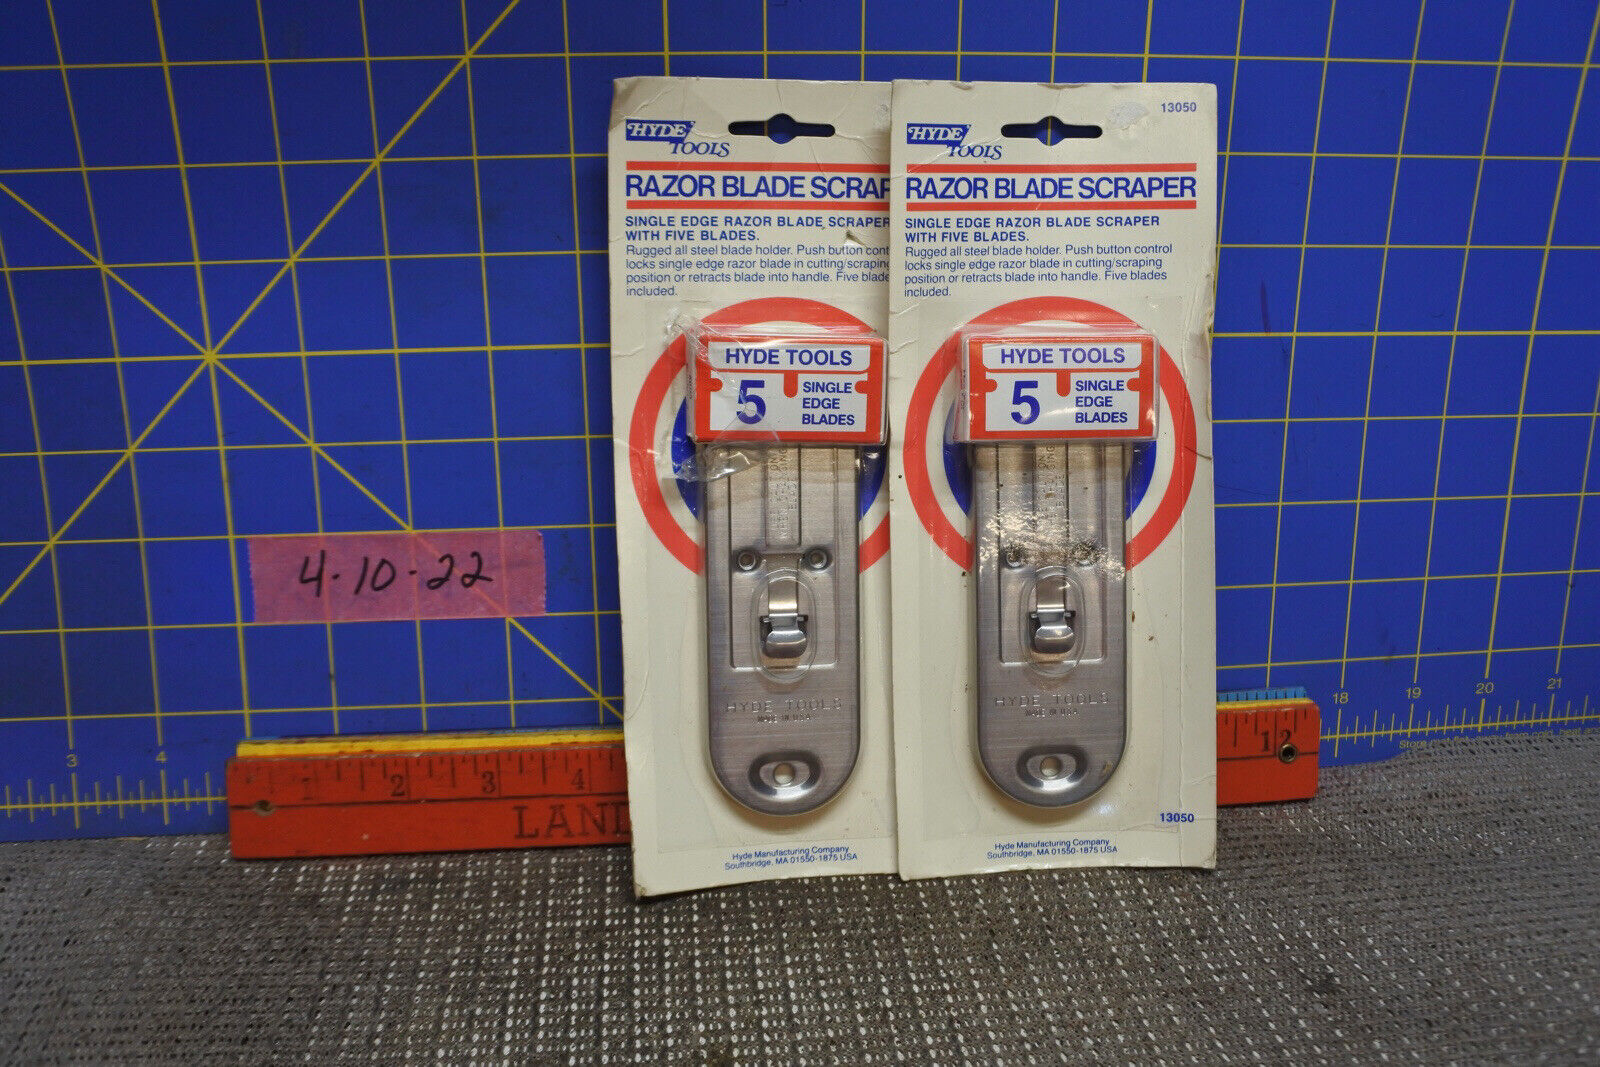 HYDE
TOOLS
RAZOR BLADE SCRAP
SINGLE EDGE RAZOR BLADE SCRAPER
WITH FIVE BLADES.
Rugged all steel blade holder. Push button cont
locks single edge razor blade in cutting/scraping
position or retracts blade into handle. Five blade
included.
HYDE TOOLS
5
SINGLE
EDGE
BLADES
HYDE TOOLS
MADE IN USA
Hyde Manufacturing Company
Southbridge, MA 01550-1875 USA
13050
HYDE
TOOLS
RAZOR BLADE SCRAPER
SINGLE EDGE RAZOR BLADE SCRAPER
WITH FIVE BLADES.
Rugged all steel blade holder. Push button control
locks single edge razor blade in cutting/scraping
position or retracts blade into handle. Five blades
included.
HYDE TOOLS
5
SINGLE
EDGE
BLADES
HYDE TOOLS
MADE IN USA
13050
Hyde Manufacturing Company
Southbridge, MA 01550-1875 USA
4-10-22
3 4
18 19 20 21
1 2 3 4
12
LAND